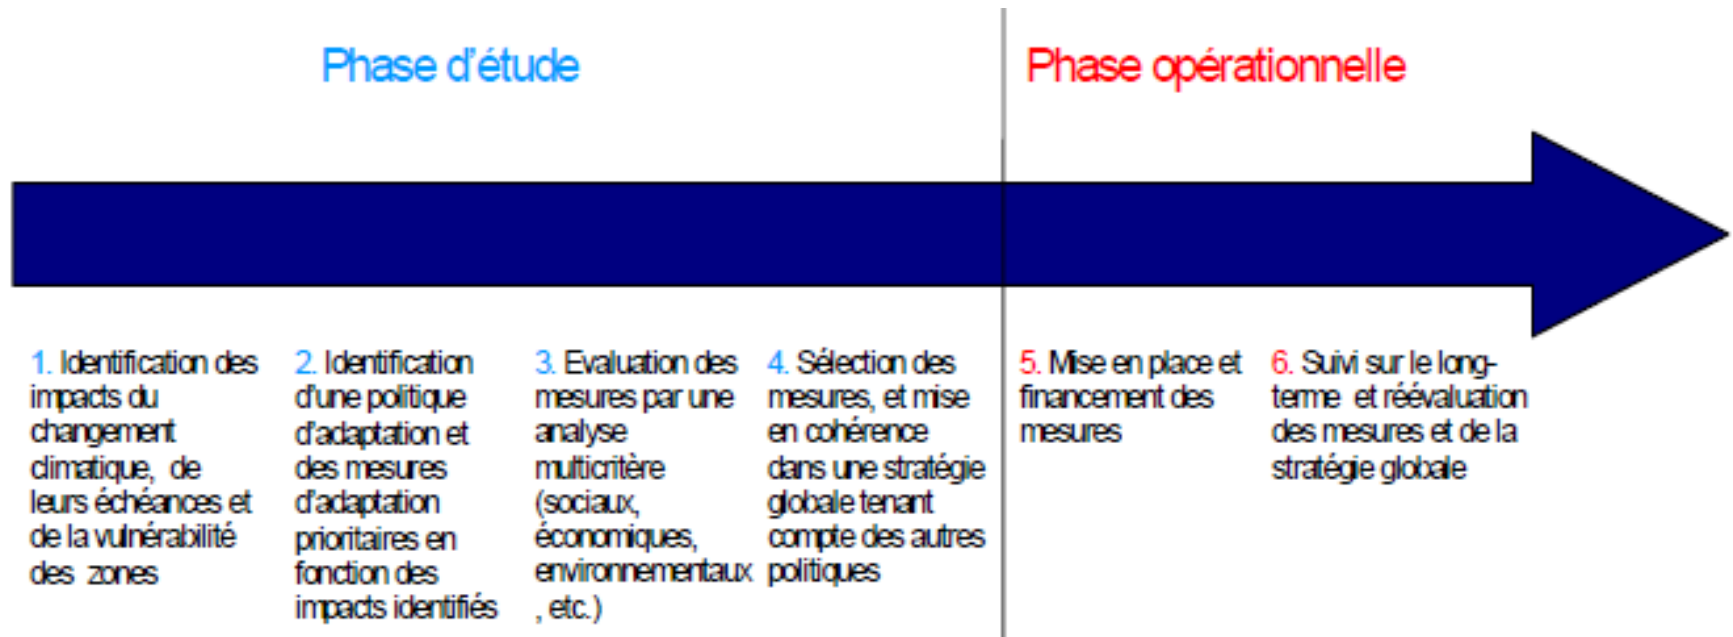 Phase d'étude
Phase opérationnelle
1. Identification des
impacts du
changement
climatique, de
leurs échéances et
de la vulnérabilité
des zones
2. Identification
d'une politique
d'adaptation et
des mesures
d'adaptation
prioritaires en
fonction des
impacts identifiés
3. Evaluation des
mesures par une
analyse
multicritère
(sociaux,
économiques,
environnementaux
, etc.)
4. Sélection des
mesures, et mise
en cohérence
dans une stratégie
globale tenant
compte des autres
politiques
5. Mise en place et
financement des
mesures
6. Suivi sur le long-
terme et réévaluation
des mesures et de la
stratégie globale